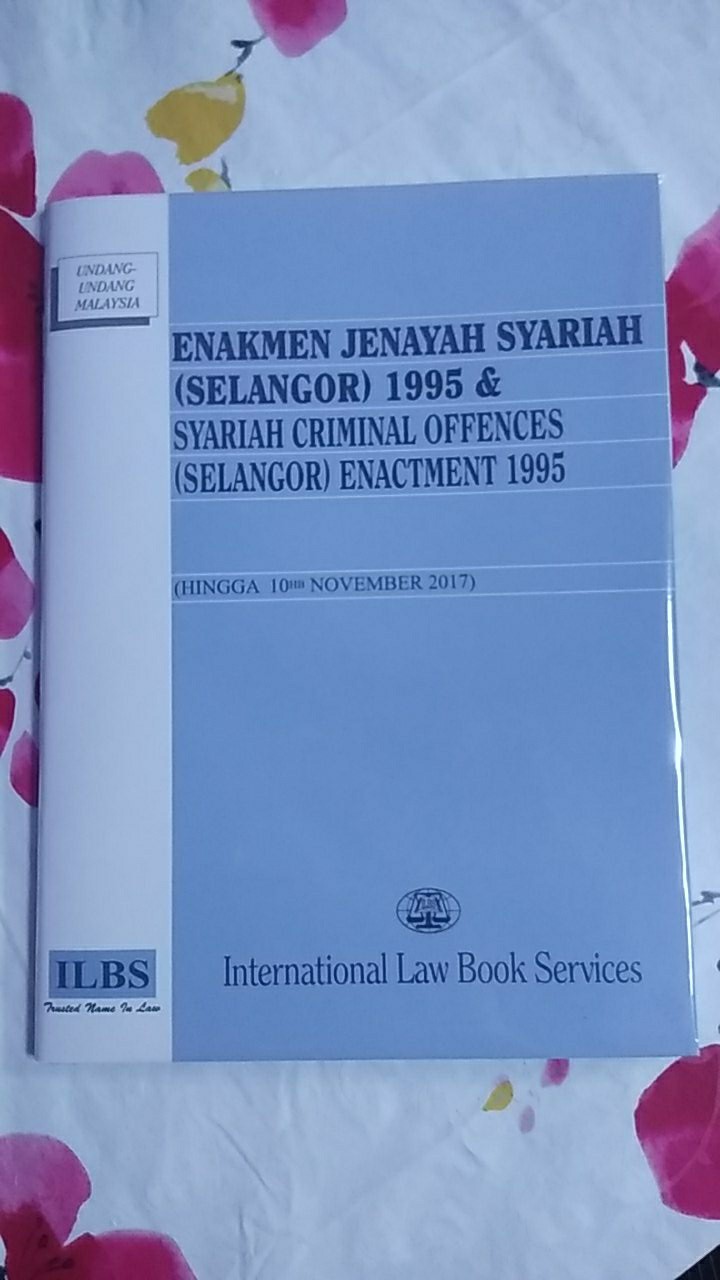 UNDANG-
UNDANG
MALAYSIA
ENAKMEN JENAYAH SYARIAH
(SELANGOR) 1995 &
SYARIAH CRIMINAL OFFENCES
(SELANGOR) ENACTMENT 1995
(HINGGA 10HB NOVEMBER 2017)
ILBS
International Law Book Services
ILBS
Trusted Name In Law